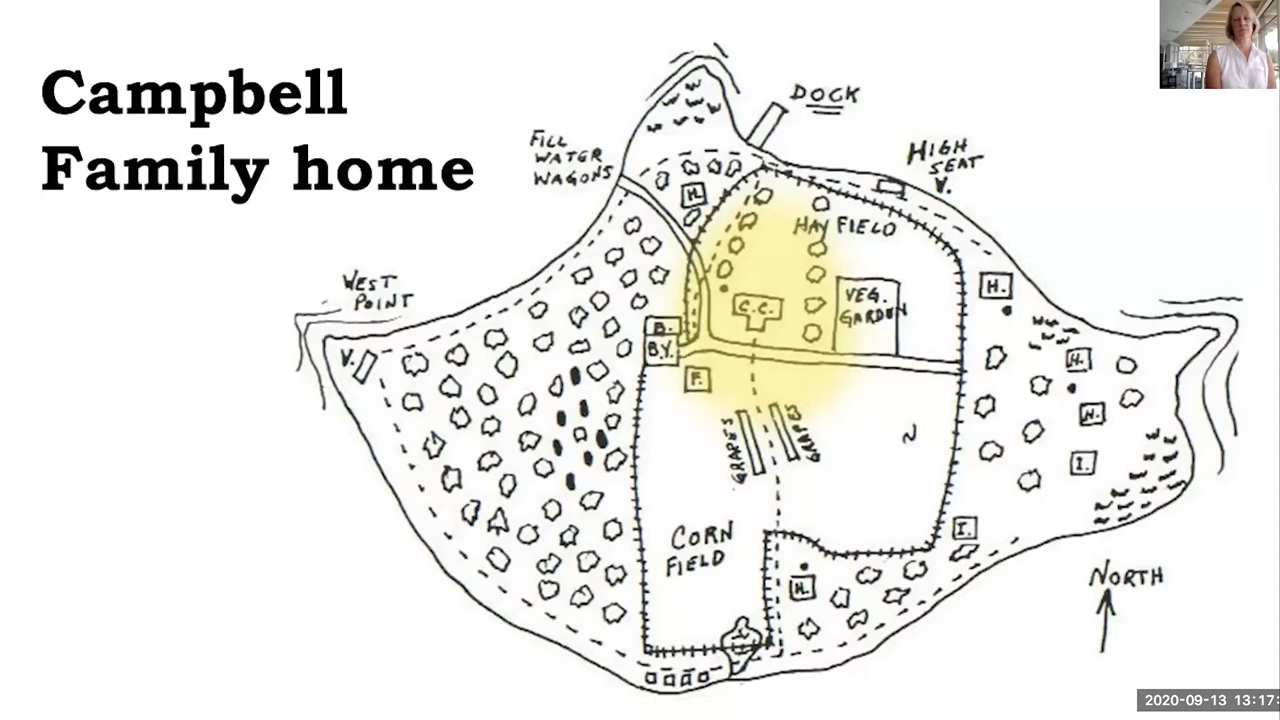 Campbell
Family home
DOCK
FILL
WATER
WAGONS
HIGH
SEAT
V.
H.
HAY FIELD
WEST
POINT
H.
C.C.
VEG.
GARDEN
B.
B.Y.
V.
H.
F.
H.
GRAPES
GRAPES
I.
I.
CORN
FIELD
H.
NORTH
2020-09-13 13:17: